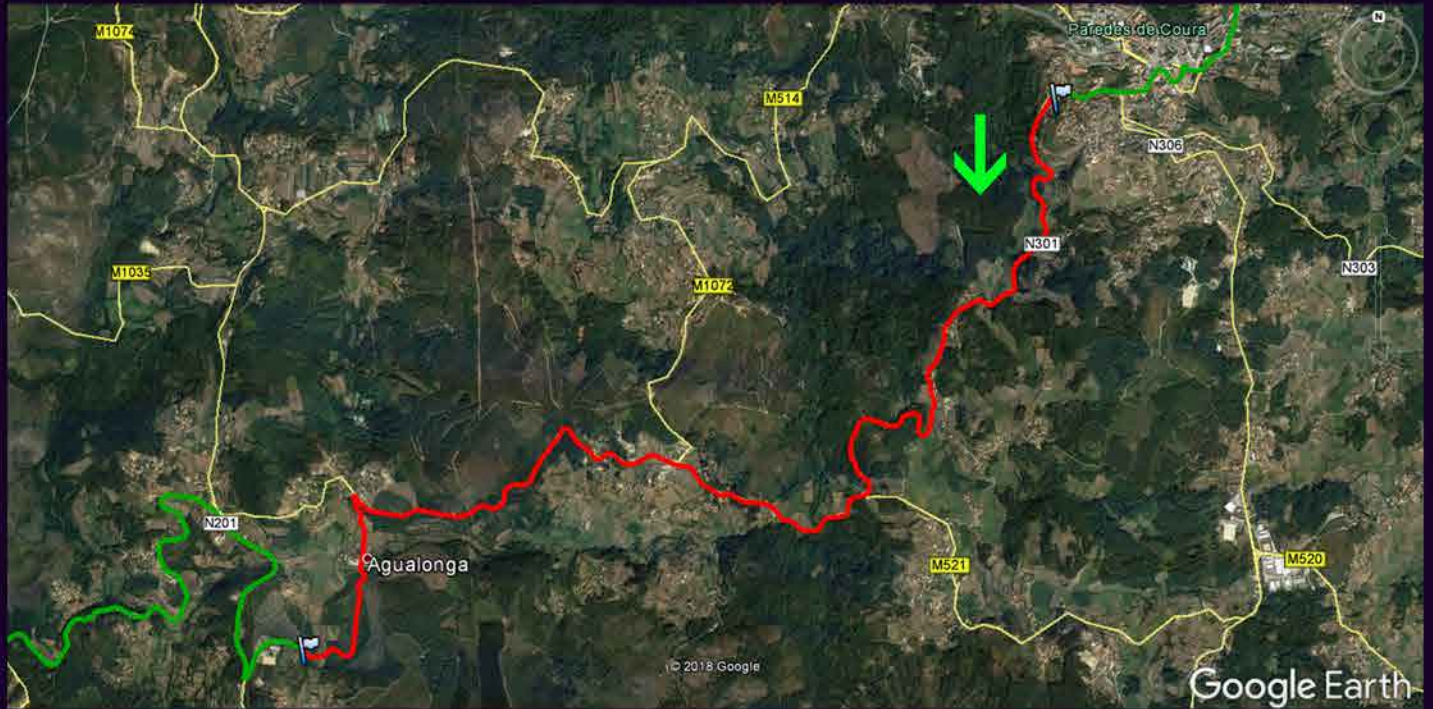 M1074
Paredes de Coura
N
M514
N306
N301
N303
M1035
M1072
N201
Agualonga
M521
M520
© 2018 Google
Google Earth